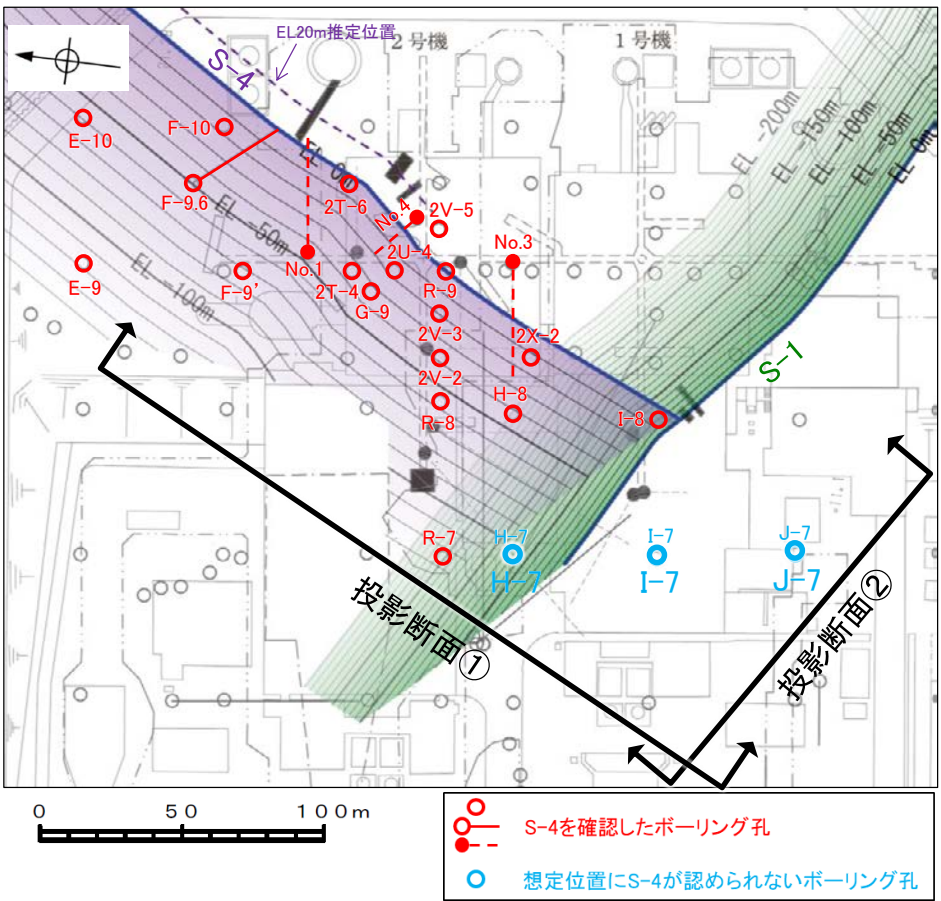 EL20m推定位置
S-4
2号機
1号機
E-10
F-10
F-9.6
EL 0m
EL -50m
EL -100m
2T-6
No.4
2V-5
2U-4
No.1
No.3
E-9
F-9'
2T-4
G-9
R-9
2V-3
2X-2
2V-2
R-8
H-8
I-8
EL -200m
EL -150m
EL -100m
EL -50m
EL 0m
S-1
R-7
H-7
H-7
I-7
I-7
J-7
J-7
投影断面①
投影断面②
0 50 100m
S-4を確認したボーリング孔
想定位置にS-4が認められないボーリング孔